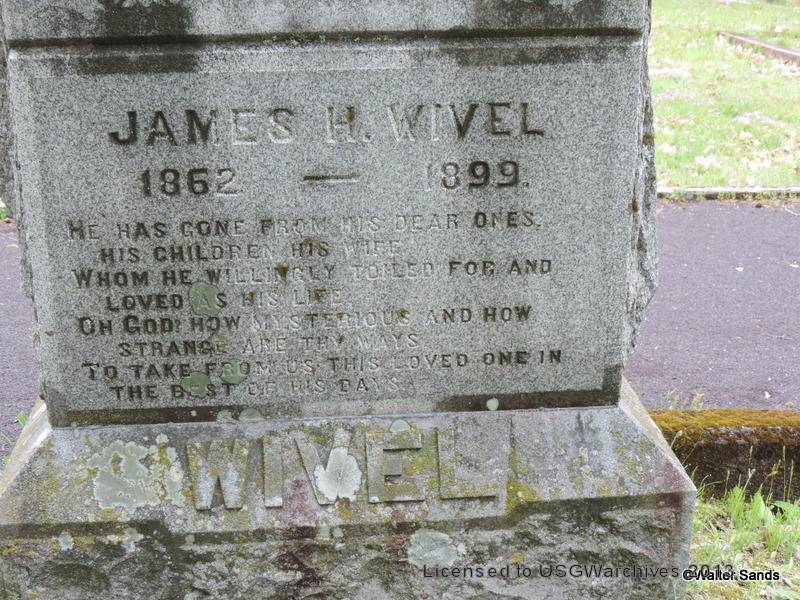 JAMES H. WIVEL
1862 — 1899.
HE HAS GONE FROM HIS DEAR ONES,
HIS CHILDREN HIS WIFE
WHOM HE WILLINGLY TOILED FOR AND
LOVED AS HIS LIFE
OH GOD! HOW MYSTERIOUS AND HOW
STRANGE ARE THY WAYS
TO TAKE FROM US THIS LOVED ONE IN
THE BEST OF HIS DAYS.
WIVEL
Licensed to USGWarchives 2013
©Walter Sands